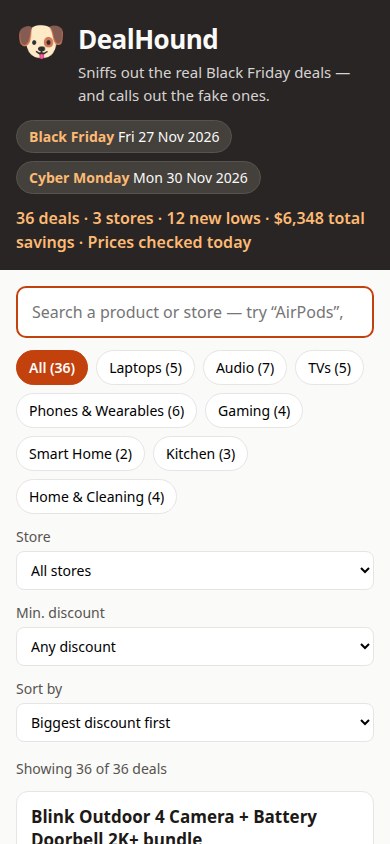 DealHound
Sniffs out the real Black Friday deals —
and calls out the fake ones.
Black Friday Fri 27 Nov 2026
Cyber Monday Mon 30 Nov 2026
36 deals · 3 stores · 12 new lows · $6,348 total
savings · Prices checked today
Search a product or store — try “AirPods”,
All (36)
Laptops (5)
Audio (7)
TVs (5)
Phones & Wearables (6)
Gaming (4)
Smart Home (2)
Kitchen (3)
Home & Cleaning (4)
Store
All stores
Min. discount
Any discount
Sort by
Biggest discount first
Showing 36 of 36 deals
Blink Outdoor 4 Camera + Battery
Doorbell 2K+ bundle